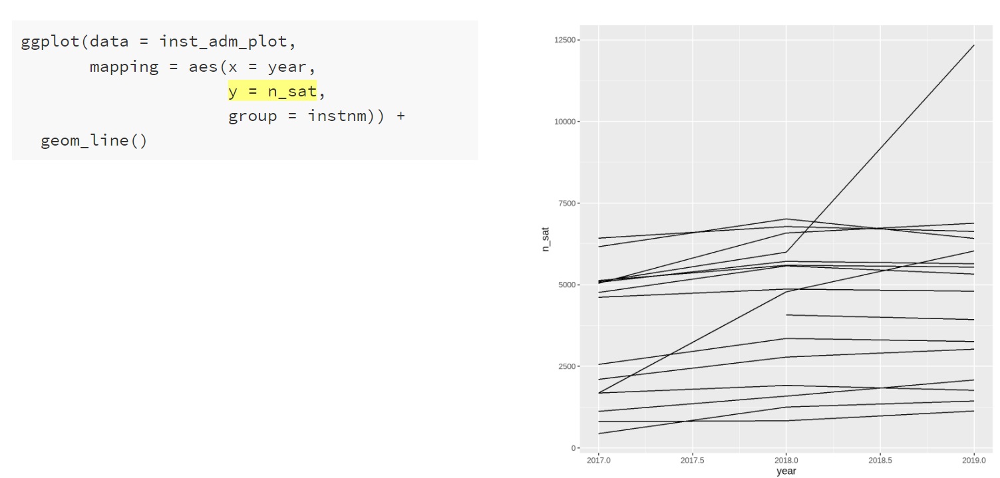 ggplot(data = inst_adm_plot,
mapping = aes(x = year,
y = n_sat,
group = instnm)) +
geom_line()
12500
10000
7500
5000
2500
0
n_sat
2017.0 2017.5 2018.0 2018.5 2019.0
year